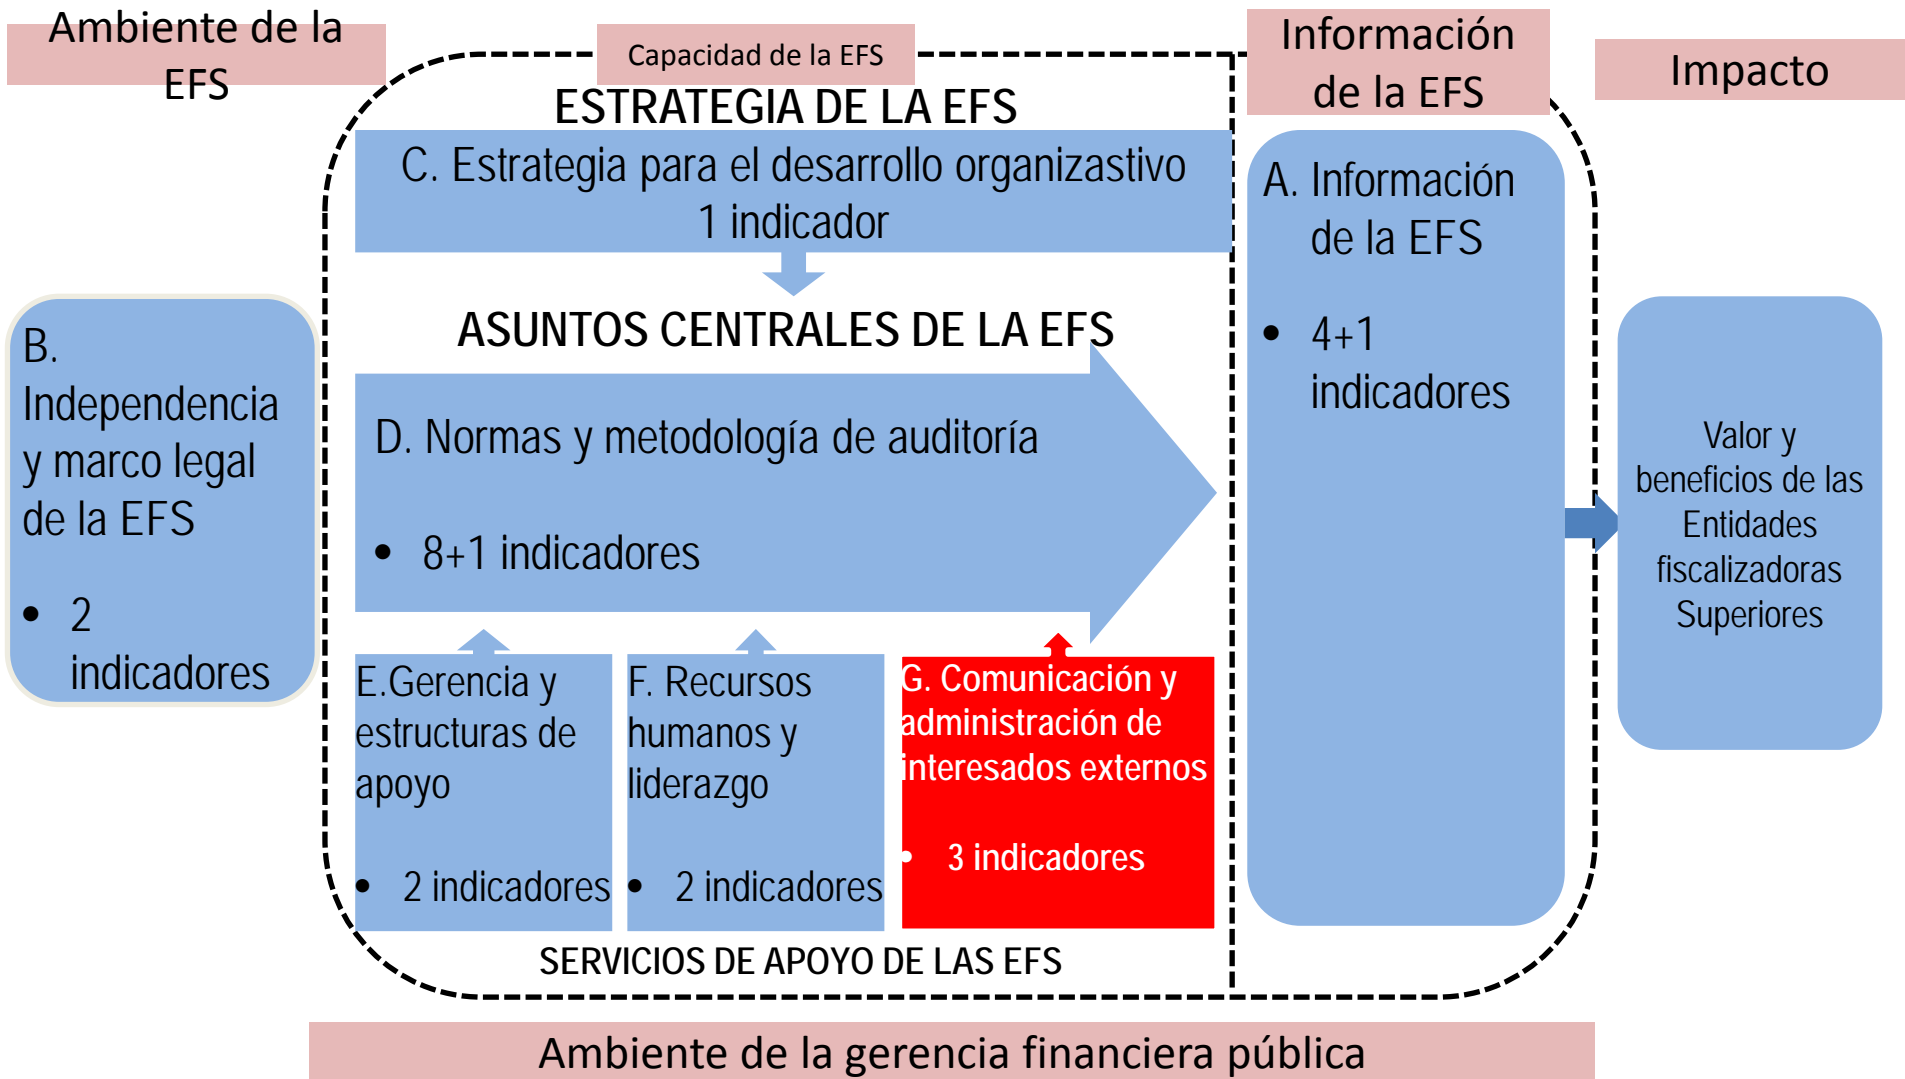 Ambiente de la
EFS
Capacidad de la EFS
Información
de la EFS
Impacto
ESTRATEGIA DE LA EFS
C. Estrategia para el desarrollo organizastivo
1 indicador
A. Información
de la EFS
• 4+1
indicadores
ASUNTOS CENTRALES DE LA EFS
B.
Independencia
y marco legal
de la EFS
• 2
indicadores
D. Normas y metodología de auditoría
• 8+1 indicadores
Valor y
beneficios de las
Entidades
fiscalizadoras
Superiores
E.Gerencia y
estructuras de
apoyo
• 2 indicadores
F. Recursos
humanos y
liderazgo
• 2 indicadores
G. Comunicación y
administración de
interesados externos
• 3 indicadores
SERVICIOS DE APOYO DE LAS EFS
Ambiente de la gerencia financiera pública